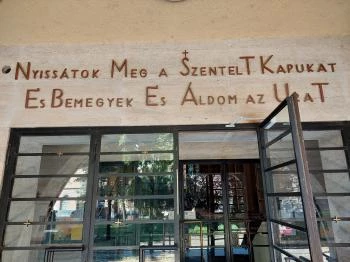 Nyissátok Meg a SzentelT Kapukat
Es Bemegyek Es Áldom az UraT